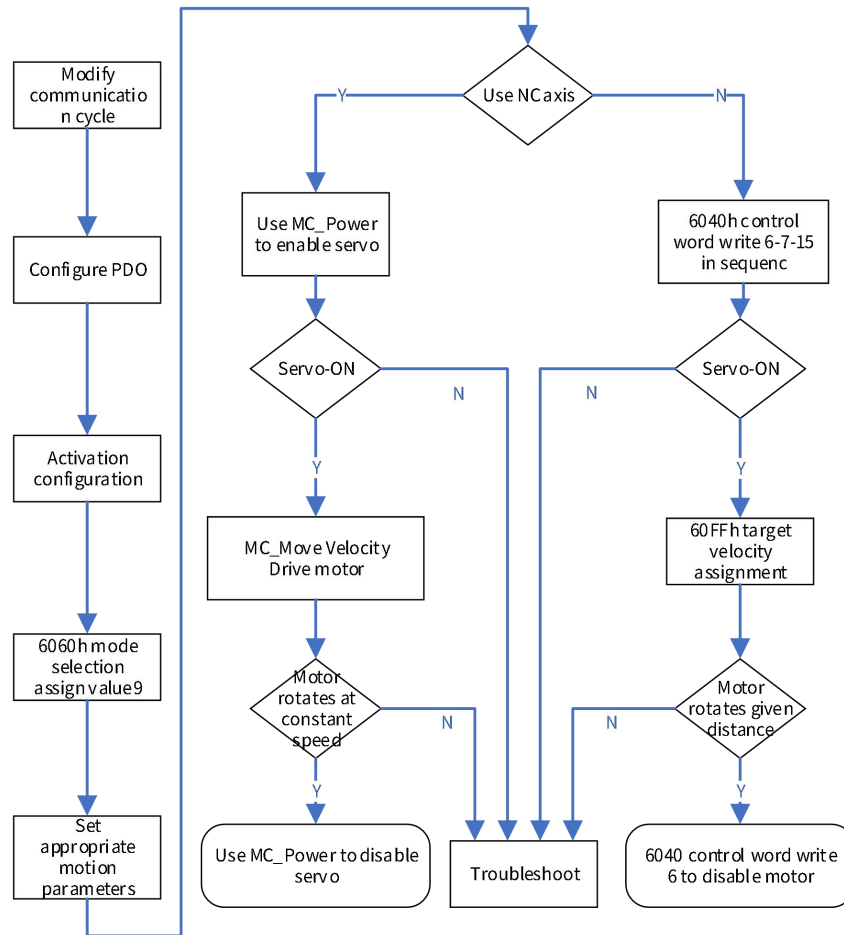 Modify
communicatio
n cycle
Configure PDO
Activation
configuration
6060h mode
selection
assign value 9
Set
appropriate
motion
parameters
Use NC axis
Y
N
Use MC_Power
to enable servo
Servo-ON
N
Y
MC_Move Velocity
Drive motor
Motor
rotates at
constant
speed
N
Y
Use MC_Power to disable
servo
6040h control
word write 6-7-15
in sequenc
Servo-ON
N
Y
60FFh target
velocity
assignment
Motor
rotates given
distance
N
Y
6040 control word write
6 to disable motor
Troubleshoot